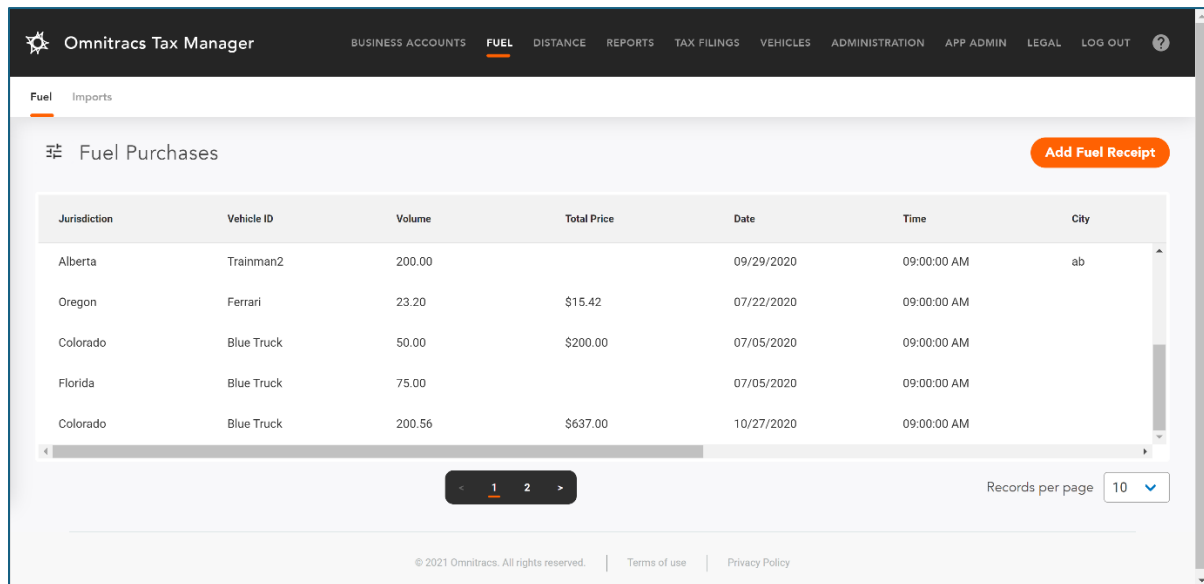 Omnitracs Tax Manager BUSINESS ACCOUNTS FUEL DISTANCE REPORTS TAX FILINGS VEHICLES ADMINISTRATION APP ADMIN LEGAL LOG OUT ?
Fuel Imports
Fuel Purchases Add Fuel Receipt
Jurisdiction Vehicle ID Volume Total Price Date Time City
Alberta Trainman2 200.00 09/29/2020 09:00:00 AM ab
Oregon Ferrari 23.20 $15.42 07/22/2020 09:00:00 AM
Colorado Blue Truck 50.00 $200.00 07/05/2020 09:00:00 AM
Florida Blue Truck 75.00 07/05/2020 09:00:00 AM
Colorado Blue Truck 200.56 $637.00 10/27/2020 09:00:00 AM
< 1 2 > Records per page 10
© 2021 Omnitracs. All rights reserved. | Terms of use | Privacy Policy